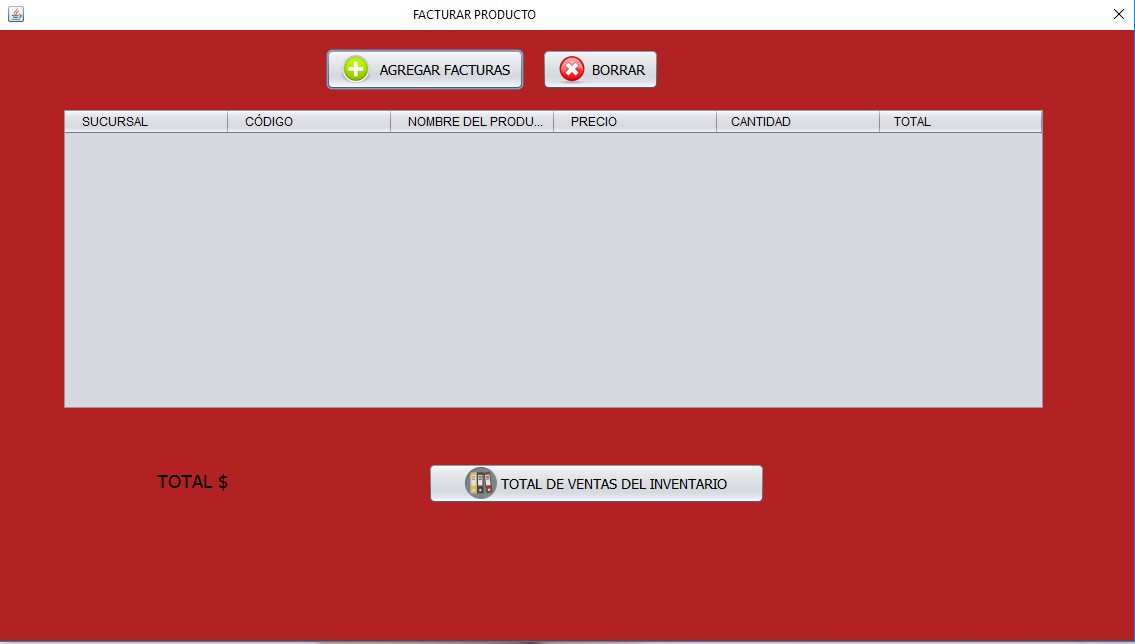 FACTURAR PRODUCTO
AGREGAR FACTURAS
BORRAR
SUCURSAL CÓDIGO NOMBRE DEL PRODU... PRECIO CANTIDAD TOTAL
TOTAL $
TOTAL DE VENTAS DEL INVENTARIO